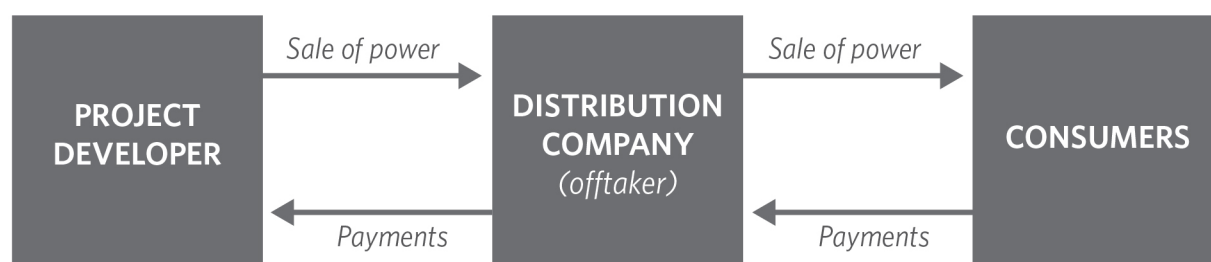 Sale of power
Sale of power
PROJECT
DEVELOPER
DISTRIBUTION
COMPANY
(offtaker)
CONSUMERS
Payments
Payments